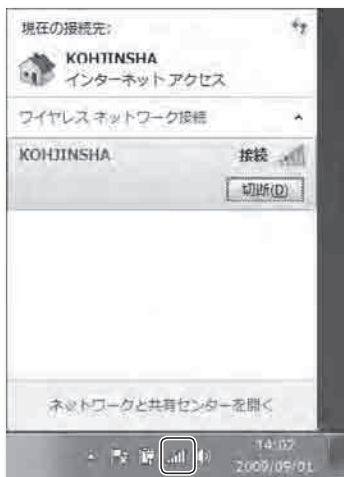 現在の接続先:
KOHJINSHA
インターネット アクセス
ワイヤレス ネットワーク接続
KOHJINSHA 接続
切断(D)
ネットワークと共有センターを開く
14:02
2009/09/01